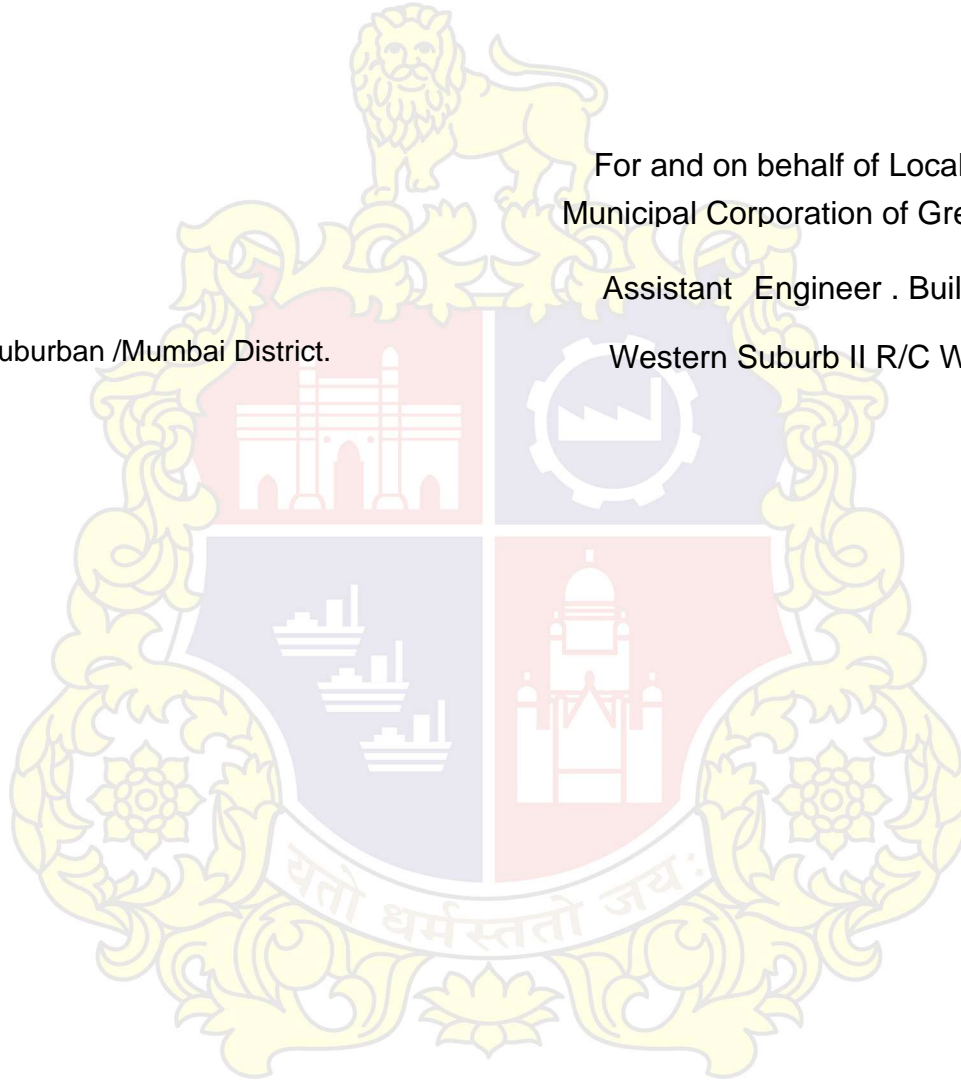 For and on behalf of Local
Municipal Corporation of Gre
Assistant Engineer . Buil
uburban /Mumbai District.
Western Suburb II R/C W
यतो धर्मस्ततो जय: